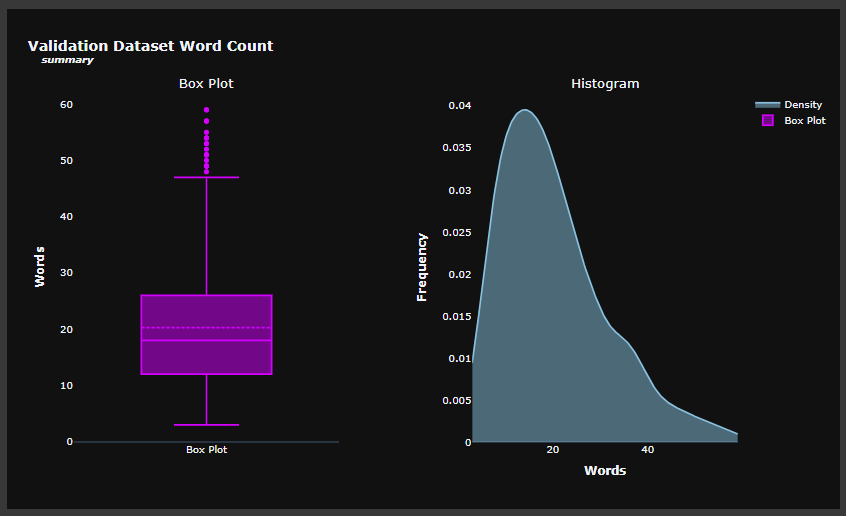 Validation Dataset Word Count
summary
Box Plot
Histogram
Words
60
50
40
30
20
10
0
Box Plot
Frequency
0.04
0.035
0.03
0.025
0.02
0.015
0.01
0.005
0
20 40
Words
Density
Box Plot